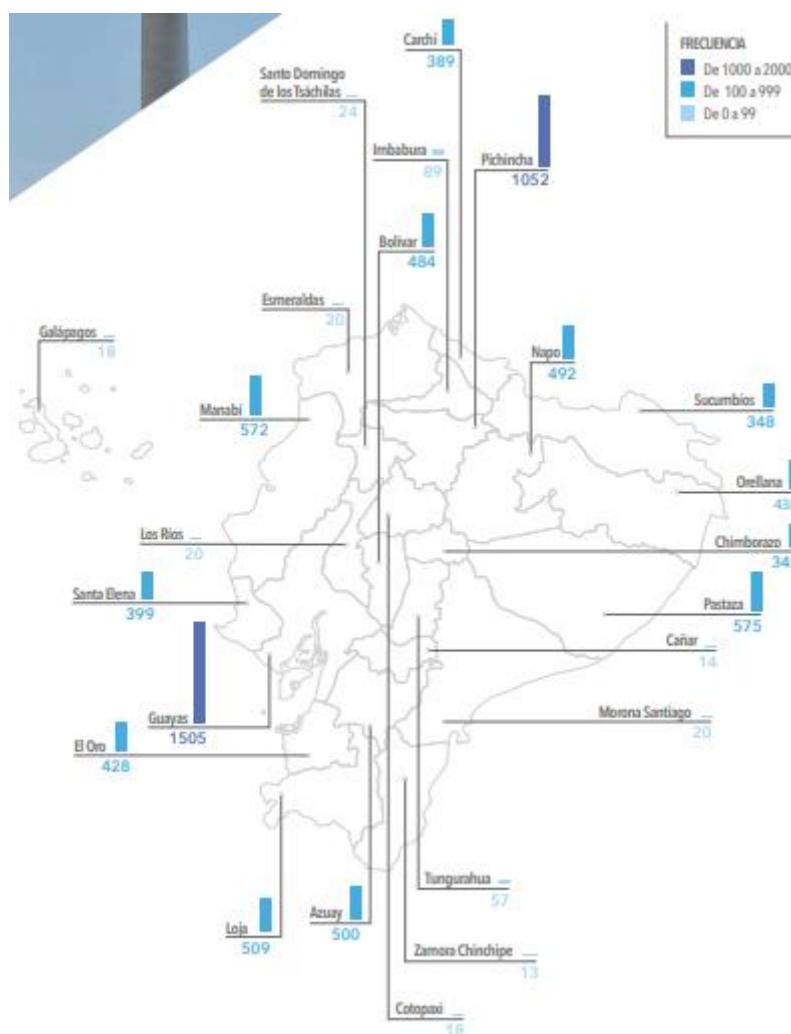 Carchi
389
FRECUENCIA
De 1000 a 2000
De 100 a 999
De 0 a 99
Santo Domingo
de los Tsáchilas
24
Imbabura
89
Pichincha
1052
Bolívar
484
Esmeraldas
20
Galápagos
18
Napo
492
Manabí
572
Sucumbíos
348
Orellana
Los Ríos
20
Chimborazo
Santa Elena
399
Pastaza
575
Cañar
14
Guayas
1505
Morona Santiago
20
El Oro
428
Tungurahua
57
Azuay
500
Loja
509
Zamora Chinchipe
13
Cotopaxi
18